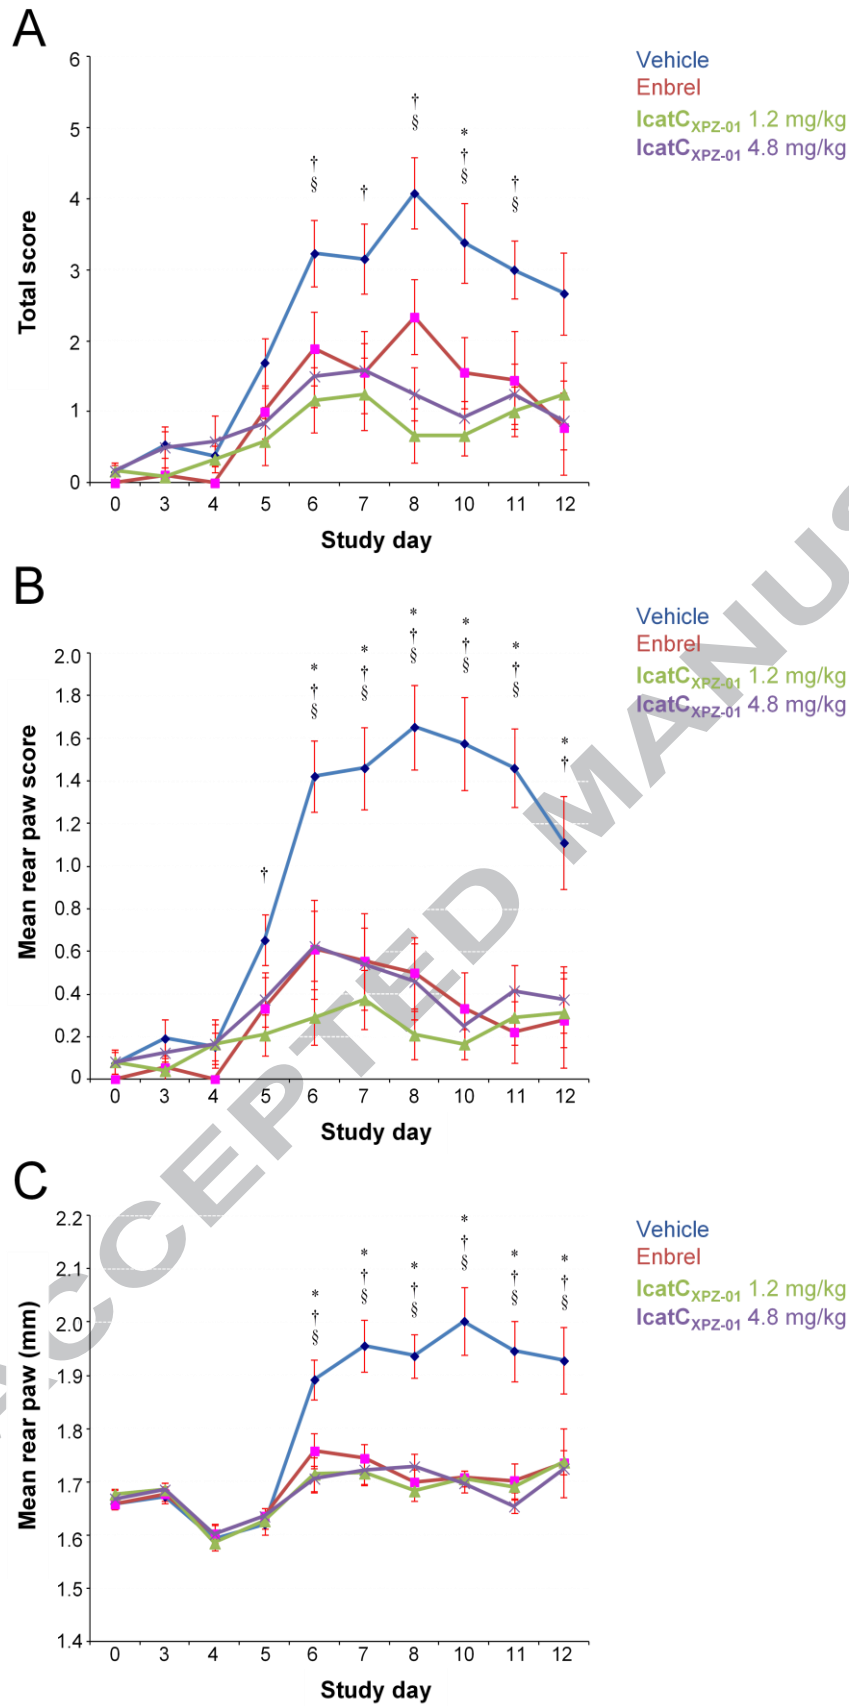 A
6
5
4
3
2
1
0
Total score
†
§
†
†
§
*
†
§
†
§
0 3 4 5 6 7 8 10 11 12
Study day
Vehicle
Enbrel
IcatCXPZ-01 1.2 mg/kg
IcatCXPZ-01 4.8 mg/kg
B
2.0
1.8
1.6
1.4
1.2
1.0
0.8
0.6
0.4
0.2
0
Mean rear paw score
†
*
†
§
*
†
§
*
†
§
*
†
§
*
†
§
*
†
0 3 4 5 6 7 8 10 11 12
Study day
Vehicle
Enbrel
IcatCXPZ-01 1.2 mg/kg
IcatCXPZ-01 4.8 mg/kg
C
2.2
2.1
2.0
1.9
1.8
1.7
1.6
1.5
1.4
Mean rear paw (mm)
*
†
§
*
†
§
*
†
§
*
†
§
*
†
§
*
†
§
0 3 4 5 6 7 8 10 11 12
Study day
Vehicle
Enbrel
IcatCXPZ-01 1.2 mg/kg
IcatCXPZ-01 4.8 mg/kg
ACCEPTED MANUS